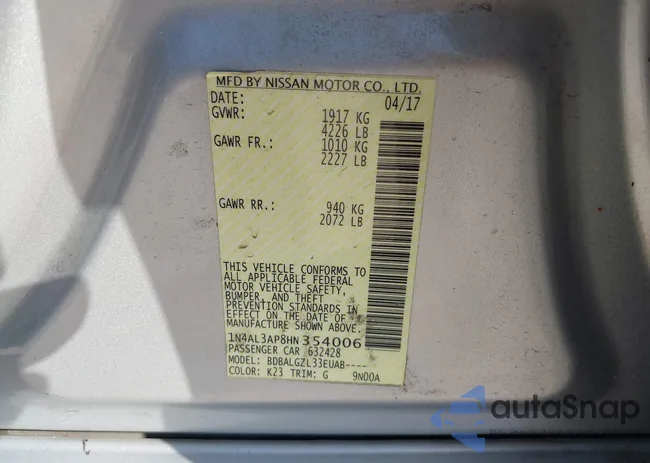 MFD BY NISSAN MOTOR CO., LTD.
DATE: 04/17
GVWR: 1917 KG
4226 LB
GAWR FR.: 1010 KG
2227 LB
GAWR RR.: 940 KG
2072 LB
THIS VEHICLE CONFORMS TO
ALL APPLICABLE FEDERAL
MOTOR VEHICLE SAFETY,
BUMPER, AND THEFT
PREVENTION STANDARDS IN
EFFECT ON THE DATE OF
MANUFACTURE SHOWN ABOVE.
1N4AL3AP8HN354006
PASSENGER CAR 632428
MODEL: BDBALGZL33EUAB----
COLOR: K23 TRIM: G 9N00A
autoSnap